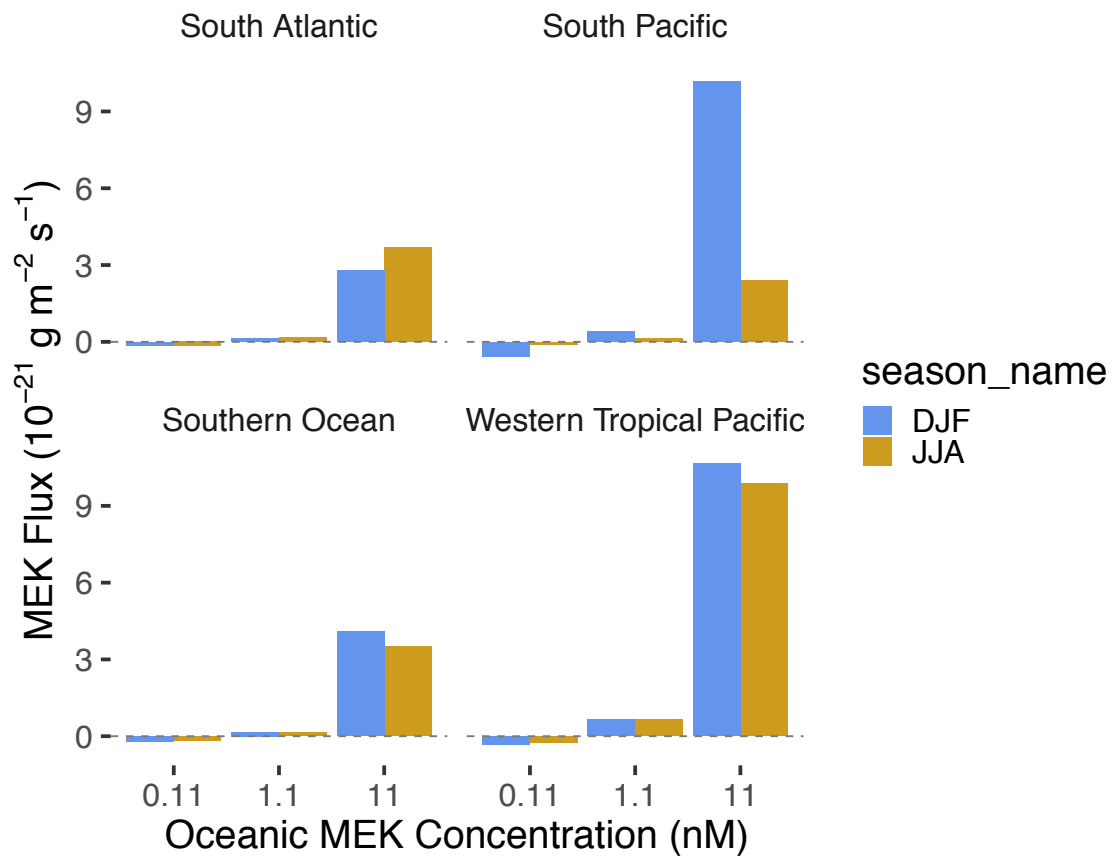 South Atlantic
South Pacific
9
6
3
0
Southern Ocean
Western Tropical Pacific
9
6
3
0
0.11
1.1
11
0.11
1.1
11
Oceanic MEK Concentration (nM)
MEK Flux (10⁻²¹ g m⁻² s⁻¹)
season_name
DJF
JJA